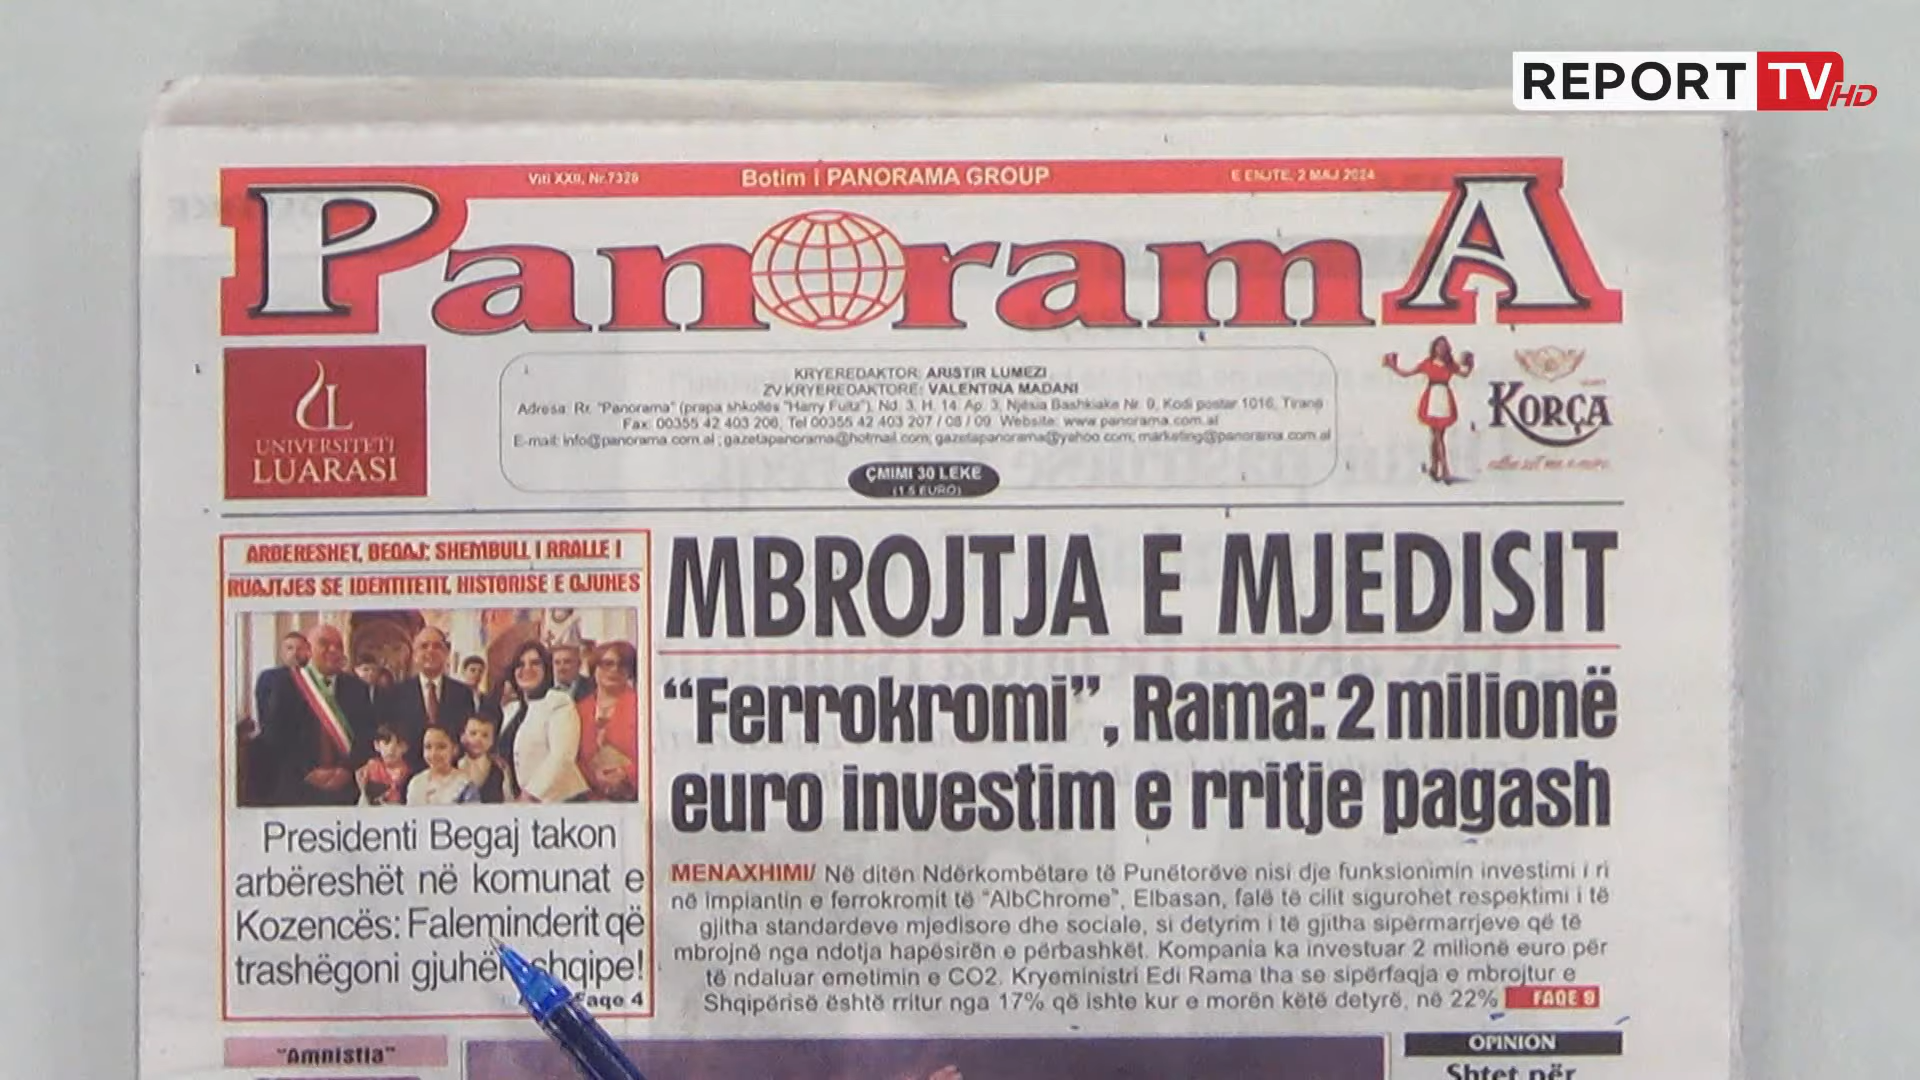 REPORT TV HD
Viti XXII, Nr.7328
Botim i PANORAMA GROUP
E ENJTE, 2 MAJ 2024
PanoramA
UNIVERSITETI
LUARASI
KRYEREDAKTOR: ARISTIR LUMEZI
ZV.KRYEREDAKTORE: VALENTINA MADANI
Adresa: Rr. "Panorama" (prapa shkollës "Harry Fultz"), Nd. 3, H. 14 Ap. 3, Njësia Bashkiake Nr. 9, Kodi postar 1016, Tiranë
Fax: 00355 42 403 206; Tel 00355 42 403 207 / 08 / 09 Website: www.panorama.com.al
E-mail: info@panorama.com.al ; gazetapanorama@hotmail.com; gazetapanorama@yahoo.com; marketing@panorama.com.al
ÇMIMI 30 LEKE
(1.5 EURO)
KORÇA
ARBERESHET, BEGAJ: SHEMBULL I RRALLE I
RUAJTJES SE IDENTITETIT, HISTORISE E GJUHES
Presidenti Begaj takon
arbëreshët në komunat e
Kozencës: Faleminderit që
trashëgoni gjuhën shqipe!
Faqe 4
MBROJTJA E MJEDISIT
“Ferrokromi”, Rama: 2 milionë
euro investim e rritje pagash
MENAXHIMI/ Në ditën Ndërkombëtare të Punëtorëve nisi dje funksionimin investimi i ri
në impiantin e ferrokromit të “AlbChrome”, Elbasan, falë të cilit sigurohet respektimi i të
gjitha standardeve mjedisore dhe sociale, si detyrim i të gjitha sipërmarrjeve që të
mbrojnë nga ndotja hapësirën e përbashkët. Kompania ka investuar 2 milionë euro për
të ndaluar emetimin e CO2. Kryeministri Edi Rama tha se sipërfaqja e mbrojtur e
Shqipërisë është rritur nga 17% që ishte kur e morën këtë detyrë, në 22% FAQE 9
“Amnistia”
OPINION
Shtet për